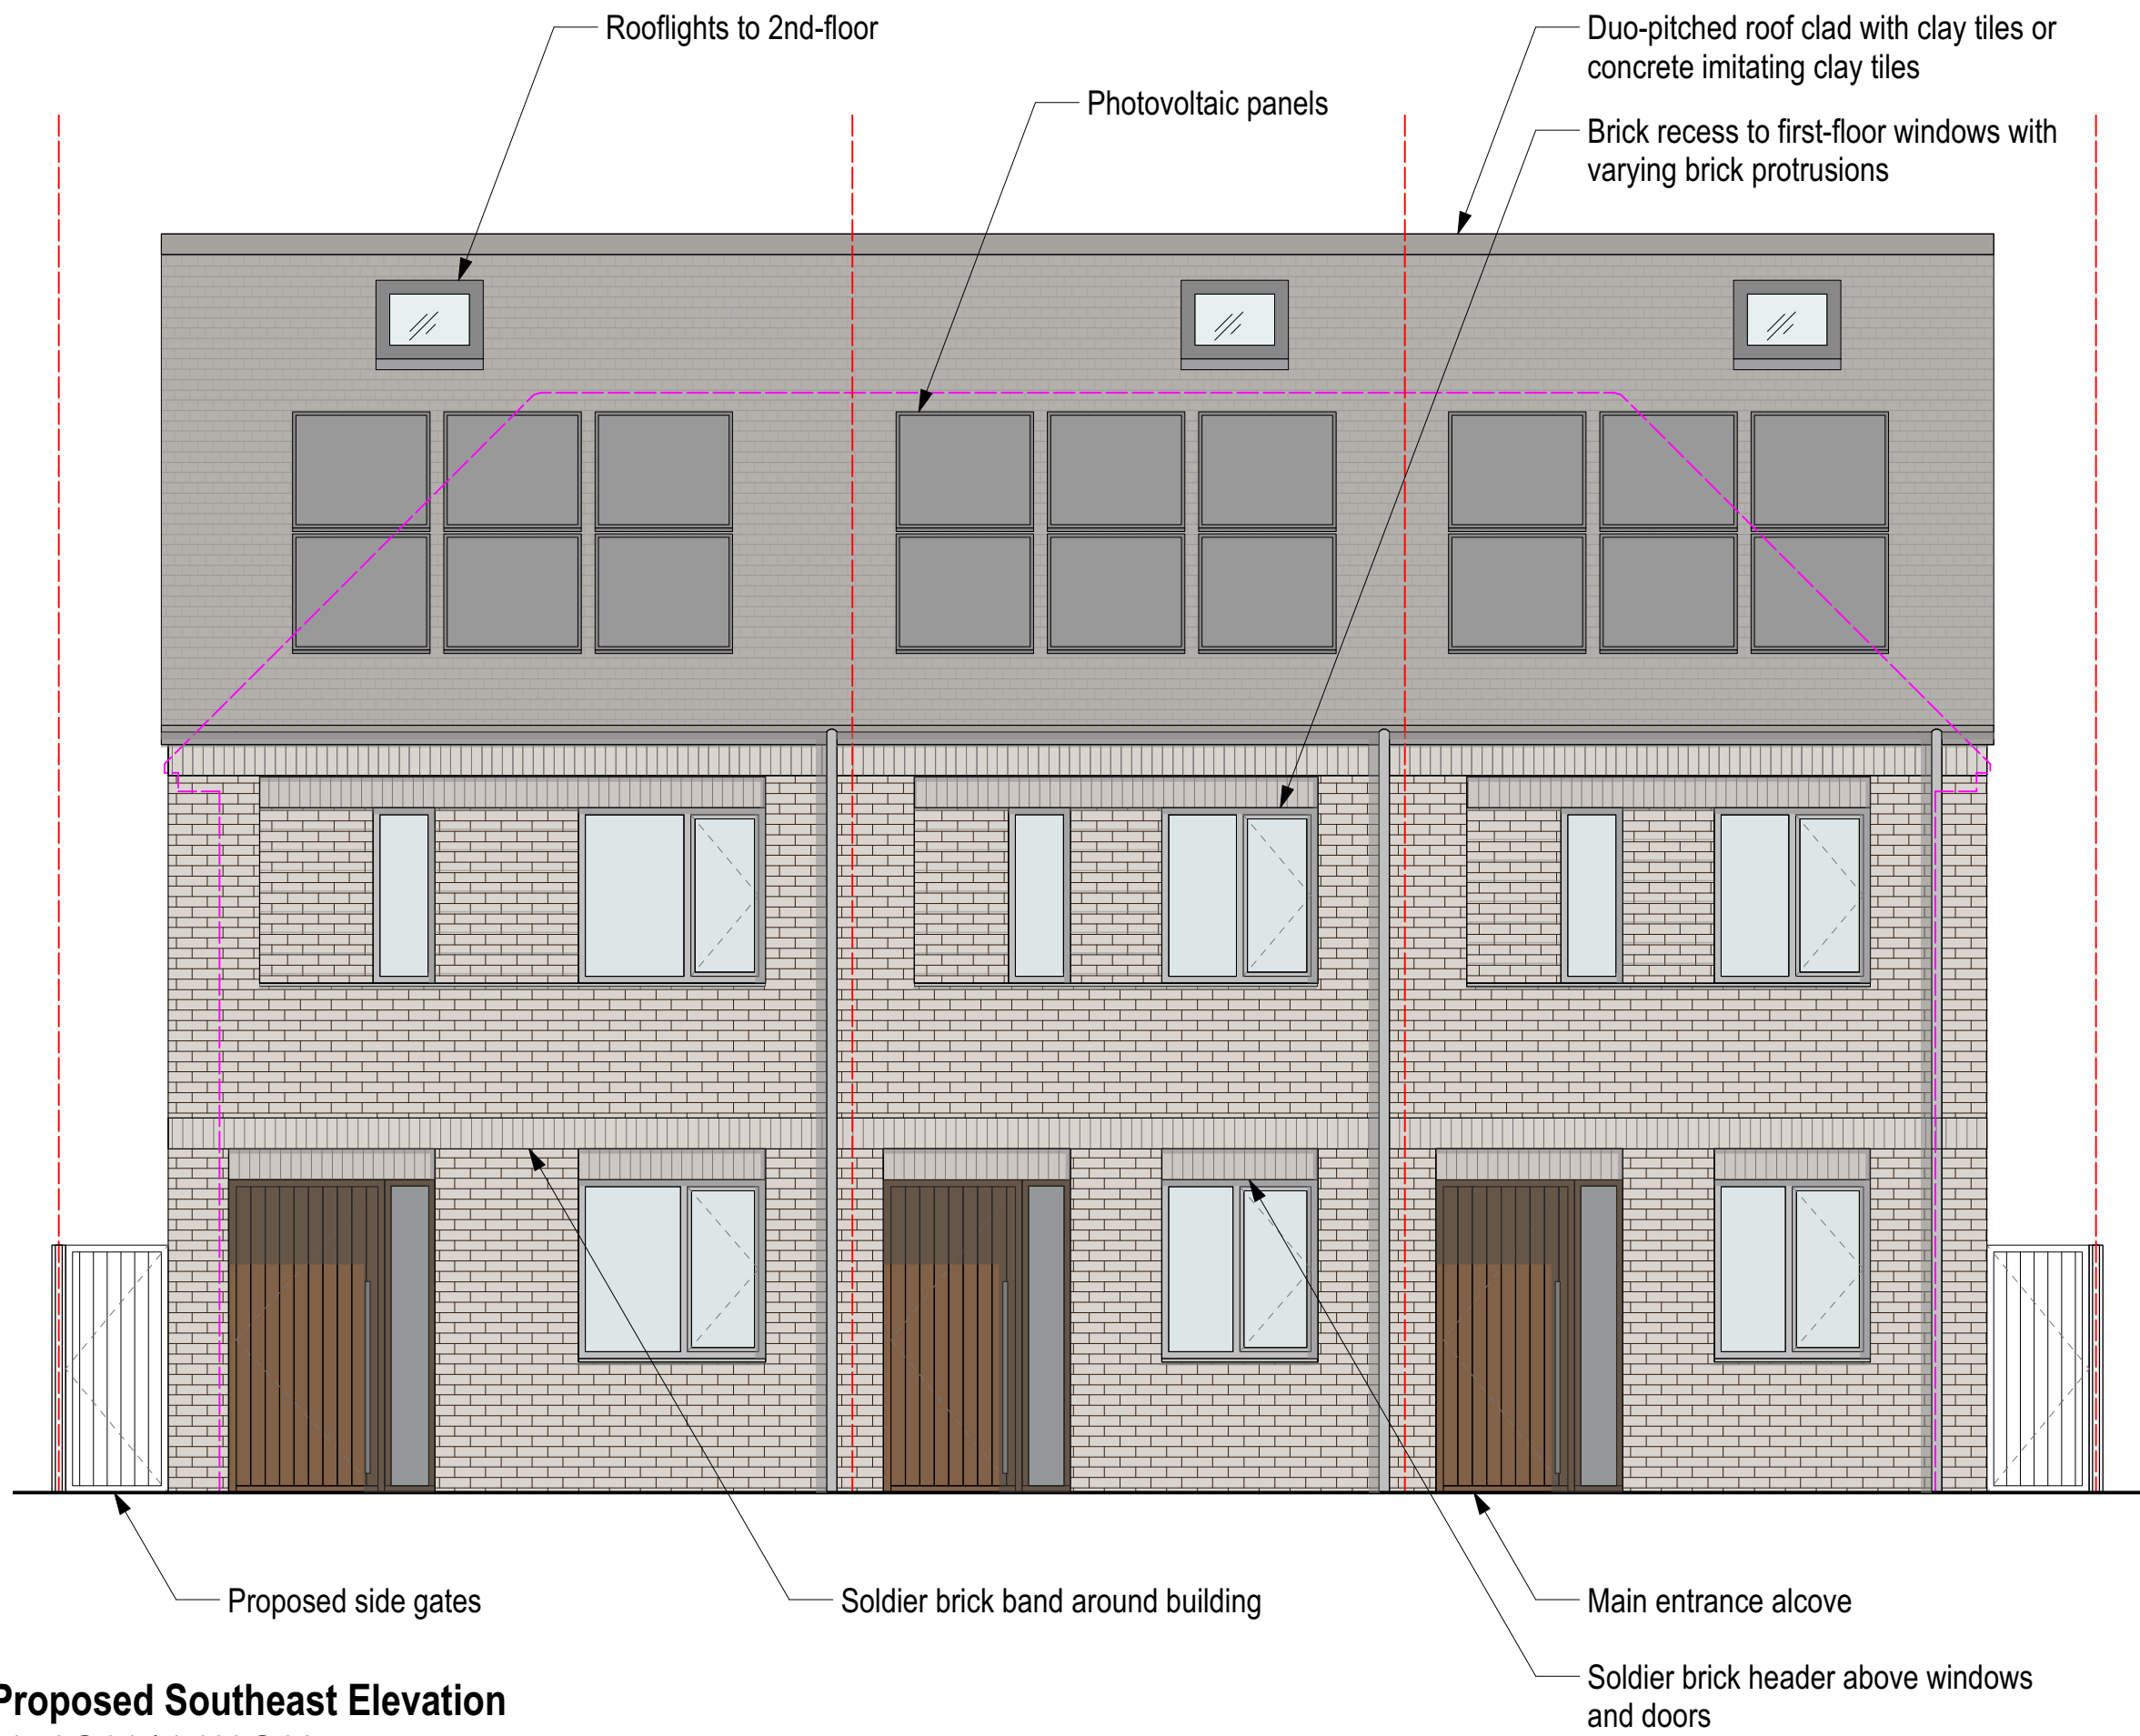 Rooflights to 2nd-floor
Duo-pitched roof clad with clay tiles or
concrete imitating clay tiles
Photovoltaic panels
Brick recess to first-floor windows with
varying brick protrusions
Proposed side gates
Soldier brick band around building
Main entrance alcove
Soldier brick header above windows
and doors
Proposed Southeast Elevation